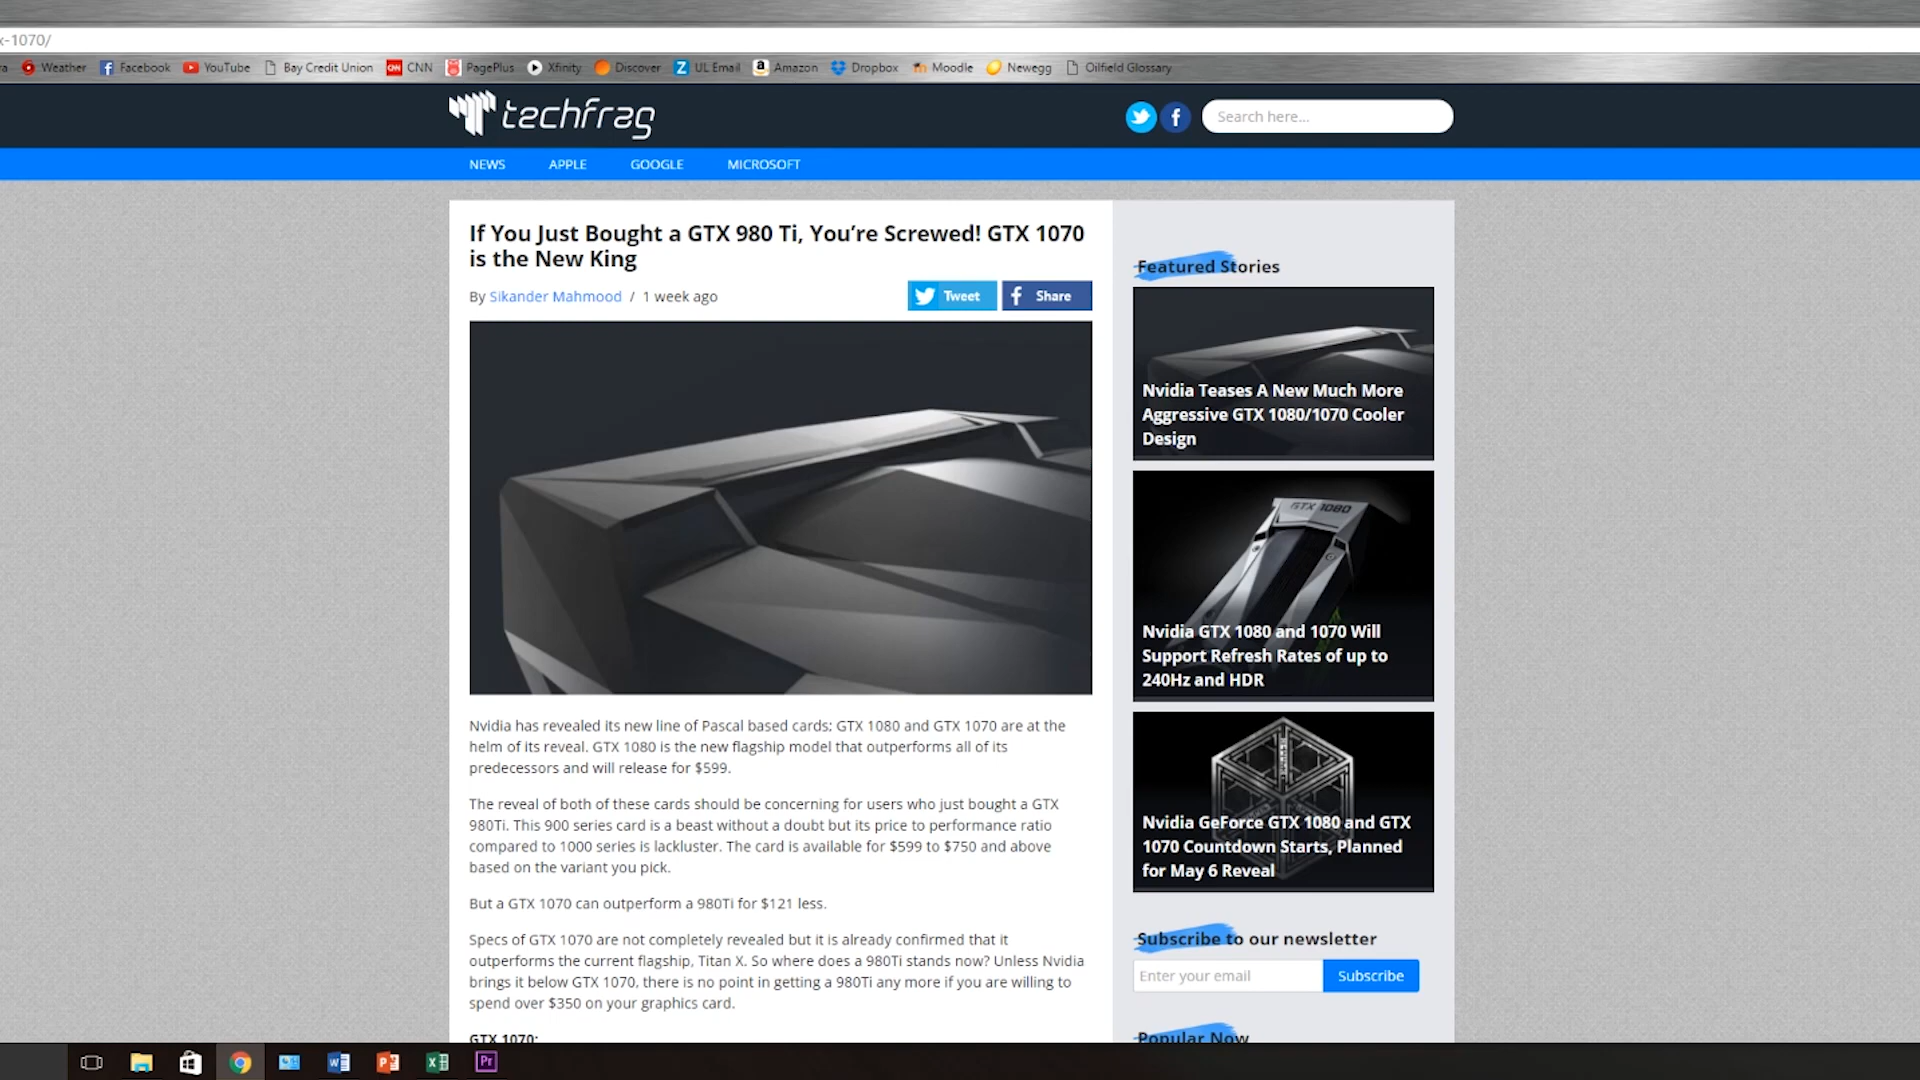 x-1070/
ra Weather Facebook YouTube Bay Credit Union CNN PagePlus Xfinity Discover UL Email Amazon Dropbox Moodle Newegg Oilfield Glossary
techfrag
Search here...
NEWS APPLE GOOGLE MICROSOFT
If You Just Bought a GTX 980 Ti, You’re Screwed! GTX 1070
is the New King
By Sikander Mahmood / 1 week ago
Tweet
Share
Nvidia has revealed its new line of Pascal based cards: GTX 1080 and GTX 1070 are at the
helm of its reveal. GTX 1080 is the new flagship model that outperforms all of its
predecessors and will release for $599.
The reveal of both of these cards should be concerning for users who just bought a GTX
980Ti. This 900 series card is a beast without a doubt but its price to performance ratio
compared to 1000 series is lackluster. The card is available for $599 to $750 and above
based on the variant you pick.
But a GTX 1070 can outperform a 980Ti for $121 less.
Specs of GTX 1070 are not completely revealed but it is already confirmed that it
outperforms the current flagship, Titan X. So where does a 980Ti stands now? Unless Nvidia
brings it below GTX 1070, there is no point in getting a 980Ti any more if you are willing to
spend over $350 on your graphics card.
GTX 1070:
Featured Stories
Nvidia Teases A New Much More
Aggressive GTX 1080/1070 Cooler
Design
GTX 1080
Nvidia GTX 1080 and 1070 Will
Support Refresh Rates of up to
240Hz and HDR
Nvidia GeForce GTX 1080 and GTX
1070 Countdown Starts, Planned
for May 6 Reveal
Subscribe to our newsletter
Enter your email
Subscribe
Popular Now